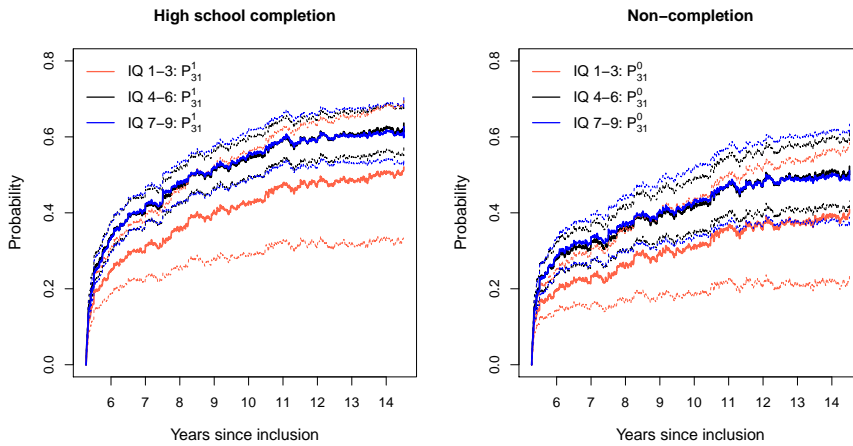 High school completion
0.8
0.6
0.4
0.2
0.0
Probability
IQ 1−3: P¹₃₁
IQ 4−6: P¹₃₁
IQ 7−9: P¹₃₁
6 7 8 9 10 11 12 13 14
Years since inclusion
Non−completion
0.8
0.6
0.4
0.2
0.0
Probability
IQ 1−3: P⁰₃₁
IQ 4−6: P⁰₃₁
IQ 7−9: P⁰₃₁
6 7 8 9 10 11 12 13 14
Years since inclusion